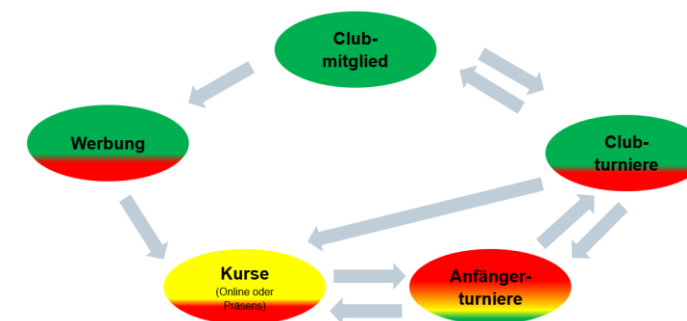 Club-
mitglied
Werbung
Club-
turniere
Kurse
(Online oder
Präsens)
Anfänger-
turniere